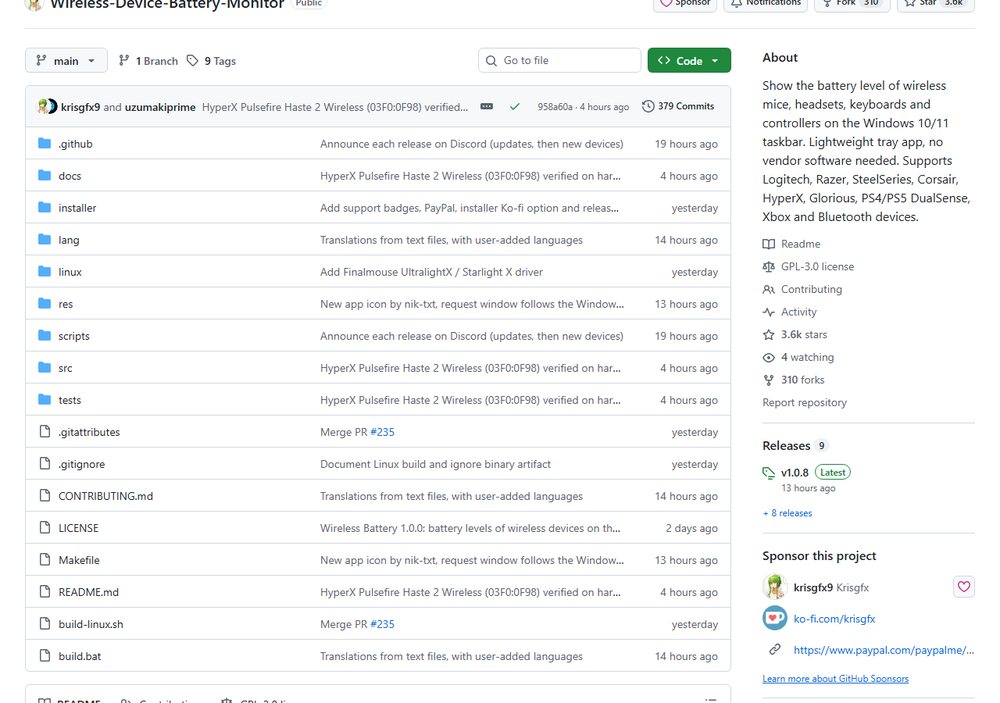 Wireless-Device-Battery-Monitor Public
Sponsor Notifications Fork 310 Star 3.6k
main 1 Branch 9 Tags Go to file Code
krisgfx9 and uzumakiprime HyperX Pulsefire Haste 2 Wireless (03F0:0F98) verified... 958a60a · 4 hours ago 379 Commits
.github Announce each release on Discord (updates, then new devices) 19 hours ago
docs HyperX Pulsefire Haste 2 Wireless (03F0:0F98) verified on har... 4 hours ago
installer Add support badges, PayPal, installer Ko-fi option and releas... yesterday
lang Translations from text files, with user-added languages 14 hours ago
linux Add Finalmouse UltralightX / Starlight X driver yesterday
res New app icon by nik-txt, request window follows the Window... 13 hours ago
scripts Announce each release on Discord (updates, then new devices) 19 hours ago
src HyperX Pulsefire Haste 2 Wireless (03F0:0F98) verified on har... 4 hours ago
tests HyperX Pulsefire Haste 2 Wireless (03F0:0F98) verified on har... 4 hours ago
.gitattributes Merge PR #235 yesterday
.gitignore Document Linux build and ignore binary artifact yesterday
CONTRIBUTING.md Translations from text files, with user-added languages 14 hours ago
LICENSE Wireless Battery 1.0.0: battery levels of wireless devices on th... 2 days ago
Makefile New app icon by nik-txt, request window follows the Window... 13 hours ago
README.md HyperX Pulsefire Haste 2 Wireless (03F0:0F98) verified on har... 4 hours ago
build-linux.sh Merge PR #235 yesterday
build.bat Translations from text files, with user-added languages 14 hours ago
README
About
Show the battery level of wireless
mice, headsets, keyboards and
controllers on the Windows 10/11
taskbar. Lightweight tray app, no
vendor software needed. Supports
Logitech, Razer, SteelSeries, Corsair,
HyperX, Glorious, PS4/PS5 DualSense,
Xbox and Bluetooth devices.
Readme
GPL-3.0 license
Contributing
Activity
3.6k stars
4 watching
310 forks
Report repository
Releases 9
v1.0.8 Latest
13 hours ago
+ 8 releases
Sponsor this project
krisgfx9 Krisgfx
ko-fi.com/krisgfx
https://www.paypal.com/paypalme/...
Learn more about GitHub Sponsors